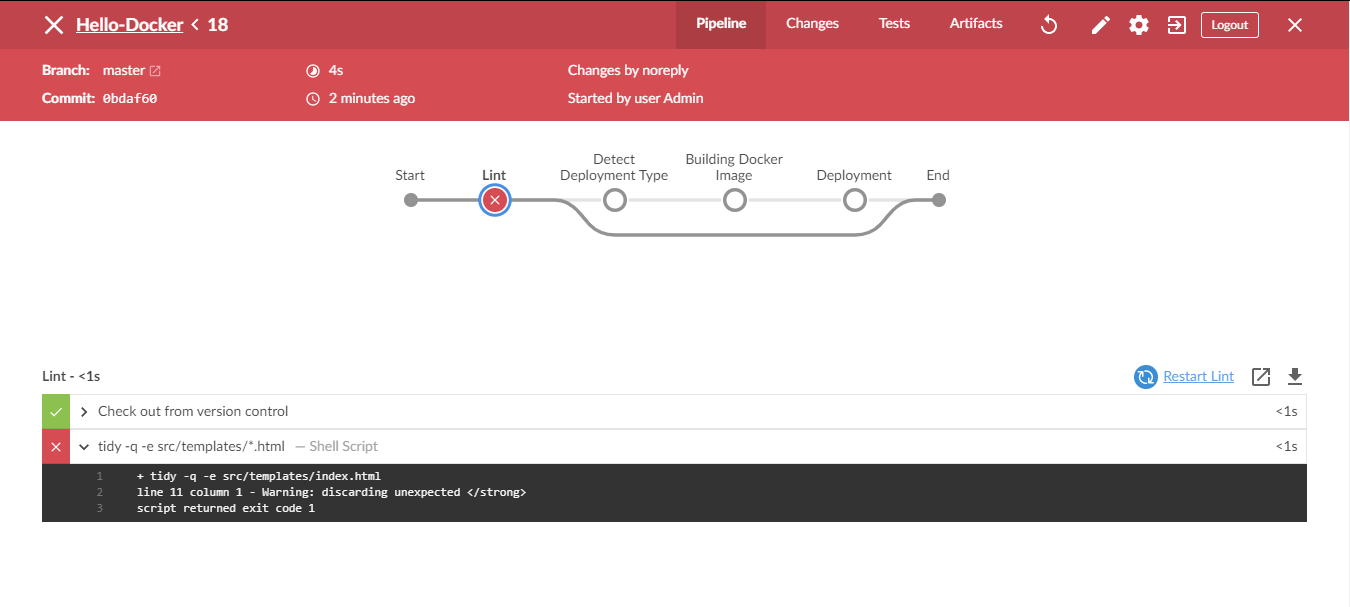 Hello-Docker < 18
Pipeline Changes Tests Artifacts Logout
Branch: master 4s Changes by noreply
Commit: 0bdaf60 2 minutes ago Started by user Admin
Start Lint Detect Deployment Type Building Docker Image Deployment End
Lint - <1s Restart Lint
Check out from version control <1s
tidy -q -e src/templates/*.html — Shell Script <1s
1 + tidy -q -e src/templates/index.html
2 line 11 column 1 - Warning: discarding unexpected </strong>
3 script returned exit code 1